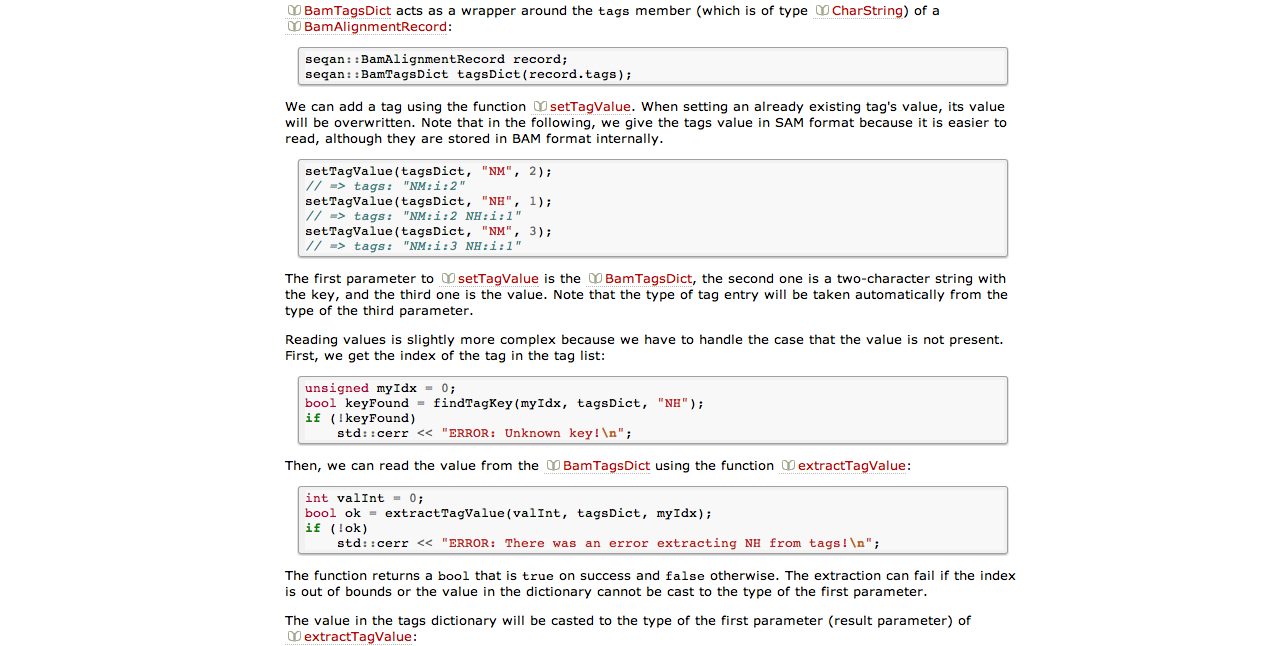 BamTagsDict acts as a wrapper around the tags member (which is of type CharString) of a
BamAlignmentRecord:
seqan::BamAlignmentRecord record;
seqan::BamTagsDict tagsDict(record.tags);
We can add a tag using the function setTagValue. When setting an already existing tag's value, its value
will be overwritten. Note that in the following, we give the tags value in SAM format because it is easier to
read, although they are stored in BAM format internally.
setTagValue(tagsDict, "NM", 2);
// => tags: "NM:i:2"
setTagValue(tagsDict, "NH", 1);
// => tags: "NM:i:2 NH:i:1"
setTagValue(tagsDict, "NM", 3);
// => tags: "NM:i:3 NH:i:1"
The first parameter to setTagValue is the BamTagsDict, the second one is a two-character string with
the key, and the third one is the value. Note that the type of tag entry will be taken automatically from the
type of the third parameter.
Reading values is slightly more complex because we have to handle the case that the value is not present.
First, we get the index of the tag in the tag list:
unsigned myIdx = 0;
bool keyFound = findTagKey(myIdx, tagsDict, "NH");
if (!keyFound)
    std::cerr << "ERROR: Unknown key!\n";
Then, we can read the value from the BamTagsDict using the function extractTagValue:
int valInt = 0;
bool ok = extractTagValue(valInt, tagsDict, myIdx);
if (!ok)
    std::cerr << "ERROR: There was an error extracting NH from tags!\n";
The function returns a bool that is true on success and false otherwise. The extraction can fail if the index
is out of bounds or the value in the dictionary cannot be cast to the type of the first parameter.
The value in the tags dictionary will be casted to the type of the first parameter (result parameter) of
extractTagValue: